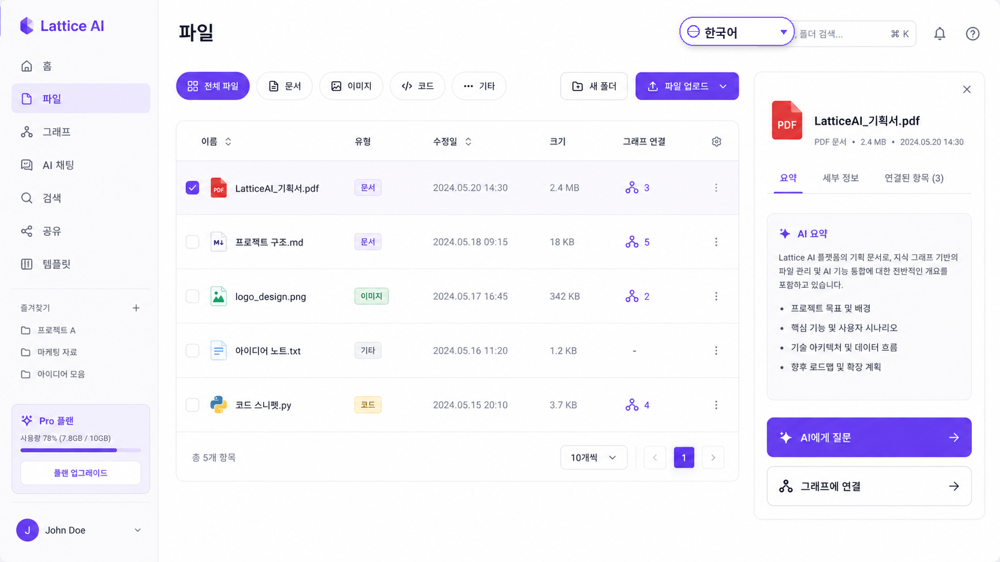 Lattice AI
홈
파일
그래프
AI 채팅
검색
공유
템플릿
즐겨찾기
프로젝트 A
마케팅 자료
아이디어 모음
Pro 플랜
사용량 78% (7.8GB / 10GB)
플랜 업그레이드
J John Doe
파일
한국어
, 폴더 검색... ⌘ K
전체 파일 문서 이미지 </> 코드 ••• 기타
새 폴더 파일 업로드
이름 유형 수정일 크기 그래프 연결
PDF LatticeAI_기획서.pdf 문서 2024.05.20 14:30 2.4 MB 3
M↓ 프로젝트 구조.md 문서 2024.05.18 09:15 18 KB 5
logo_design.png 이미지 2024.05.17 16:45 342 KB 2
아이디어 노트.txt 기타 2024.05.16 11:20 1.2 KB -
코드 스니펫.py 코드 2024.05.15 20:10 3.7 KB 4
총 5개 항목 10개씩 < 1 >
PDF
LatticeAI_기획서.pdf
PDF 문서 • 2.4 MB • 2024.05.20 14:30
요약 세부 정보 연결된 항목 (3)
AI 요약
Lattice AI 플랫폼의 기획 문서로, 지식 그래프 기반의
파일 관리 및 AI 기능 통합에 대한 전반적인 개요를
포함하고 있습니다.
• 프로젝트 목표 및 배경
• 핵심 기능 및 사용자 시나리오
• 기술 아키텍처 및 데이터 흐름
• 향후 로드맵 및 확장 계획
AI에게 질문
그래프에 연결